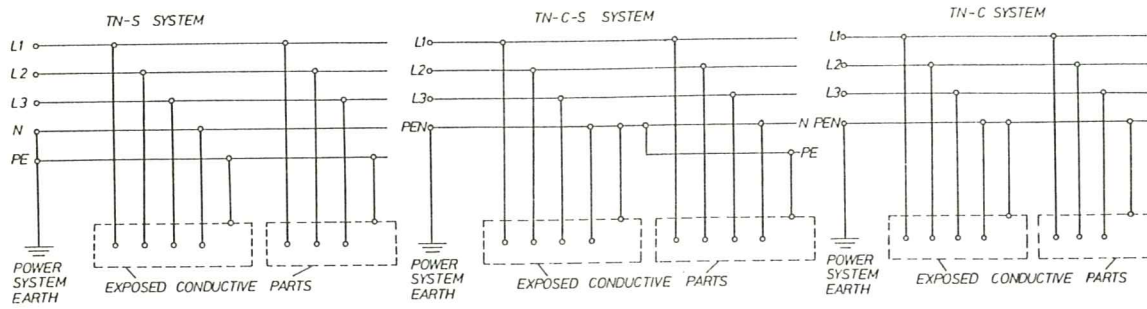 TN-S SYSTEM
L1
L2
L3
N
PE
POWER
SYSTEM
EARTH
EXPOSED CONDUCTIVE PARTS
TN-C-S SYSTEM
L1
L2
L3
PEN
N
PE
POWER
SYSTEM
EARTH
EXPOSED CONDUCTIVE PARTS
TN-C SYSTEM
L1
L2
L3
PEN
POWER
SYSTEM
EARTH
EXPOSED CONDUCTIVE PARTS